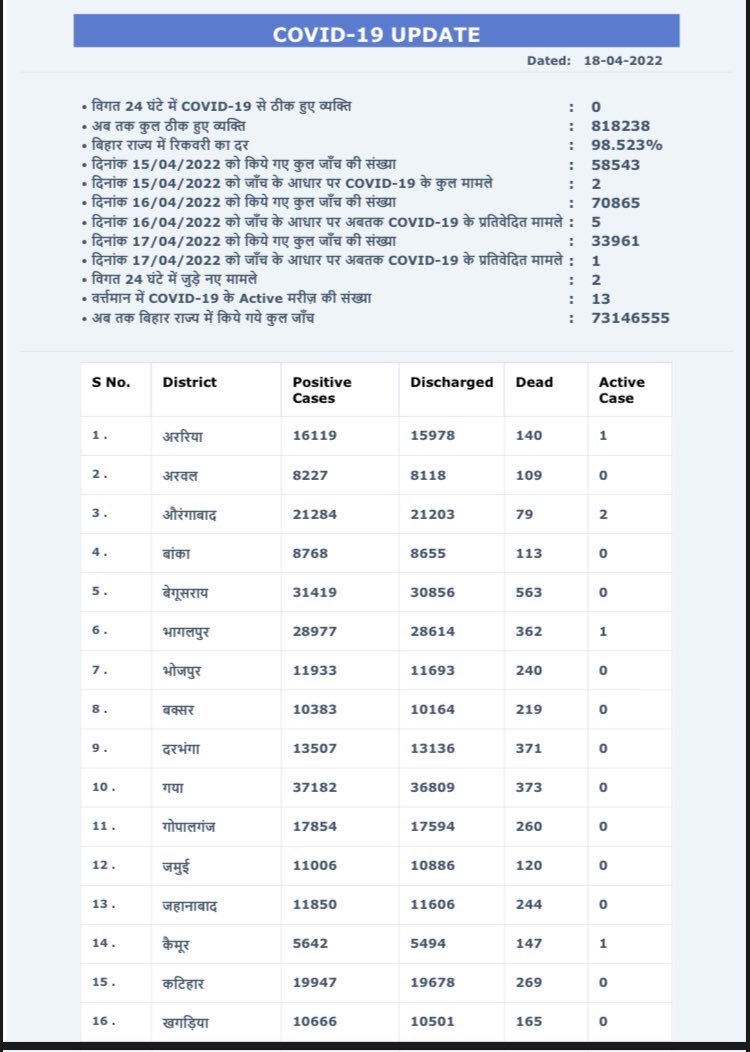 COVID-19 UPDATE
Dated: 18-04-2022
• विगत 24 घंटे में COVID-19 से ठीक हुए व्यक्ति : 0
• अब तक कुल ठीक हुए व्यक्ति : 818238
• बिहार राज्य में रिकवरी का दर : 98.523%
• दिनांक 15/04/2022 को किये गए कुल जाँच की संख्या : 58543
• दिनांक 15/04/2022 को जाँच के आधार पर COVID-19 के कुल मामले : 2
• दिनांक 16/04/2022 को किये गए कुल जाँच की संख्या : 70865
• दिनांक 16/04/2022 को जाँच के आधार पर अबतक COVID-19 के प्रतिवेदित मामले : 5
• दिनांक 17/04/2022 को किये गए कुल जाँच की संख्या : 33961
• दिनांक 17/04/2022 को जाँच के आधार पर अबतक COVID-19 के प्रतिवेदित मामले : 1
• विगत 24 घंटे में जुड़े नए मामले : 2
• वर्त्तमान में COVID-19 के Active मरीज़ की संख्या : 13
• अब तक बिहार राज्य में किये गये कुल जाँच : 73146555
S No. District Positive Cases Discharged Dead Active Case
1 . अररिया 16119 15978 140 1
2 . अरवल 8227 8118 109 0
3 . औरंगाबाद 21284 21203 79 2
4 . बांका 8768 8655 113 0
5 . बेगूसराय 31419 30856 563 0
6 . भागलपुर 28977 28614 362 1
7 . भोजपुर 11933 11693 240 0
8 . बक्सर 10383 10164 219 0
9 . दरभंगा 13507 13136 371 0
10 . गया 37182 36809 373 0
11 . गोपालगंज 17854 17594 260 0
12 . जमुई 11006 10886 120 0
13 . जहानाबाद 11850 11606 244 0
14 . कैमूर 5642 5494 147 1
15 . कटिहार 19947 19678 269 0
16 . खगड़िया 10666 10501 165 0